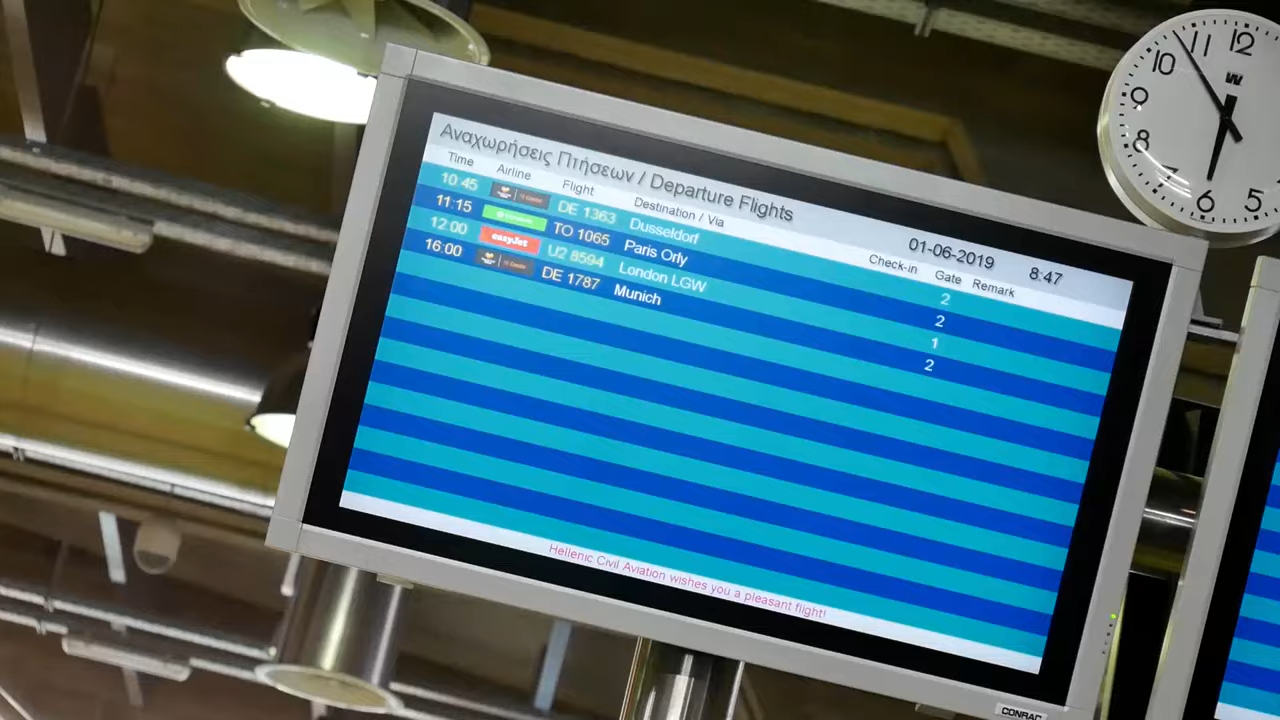 Αναχωρήσεις Πτήσεων / Departure Flights 01-06-2019 8:47
Time Airline Flight Destination / Via Check-in Gate Remark
10 45 DE 1363 Dusseldorf 2
11:15 TO 1065 Paris Orly 2
12:00 easyJet U2 8594 London LGW 1
16:00 DE 1787 Munich 2
Hellenic Civil Aviation wishes you a pleasant flight!
CONRAC
12
11
10
9
8
7
6
5
W